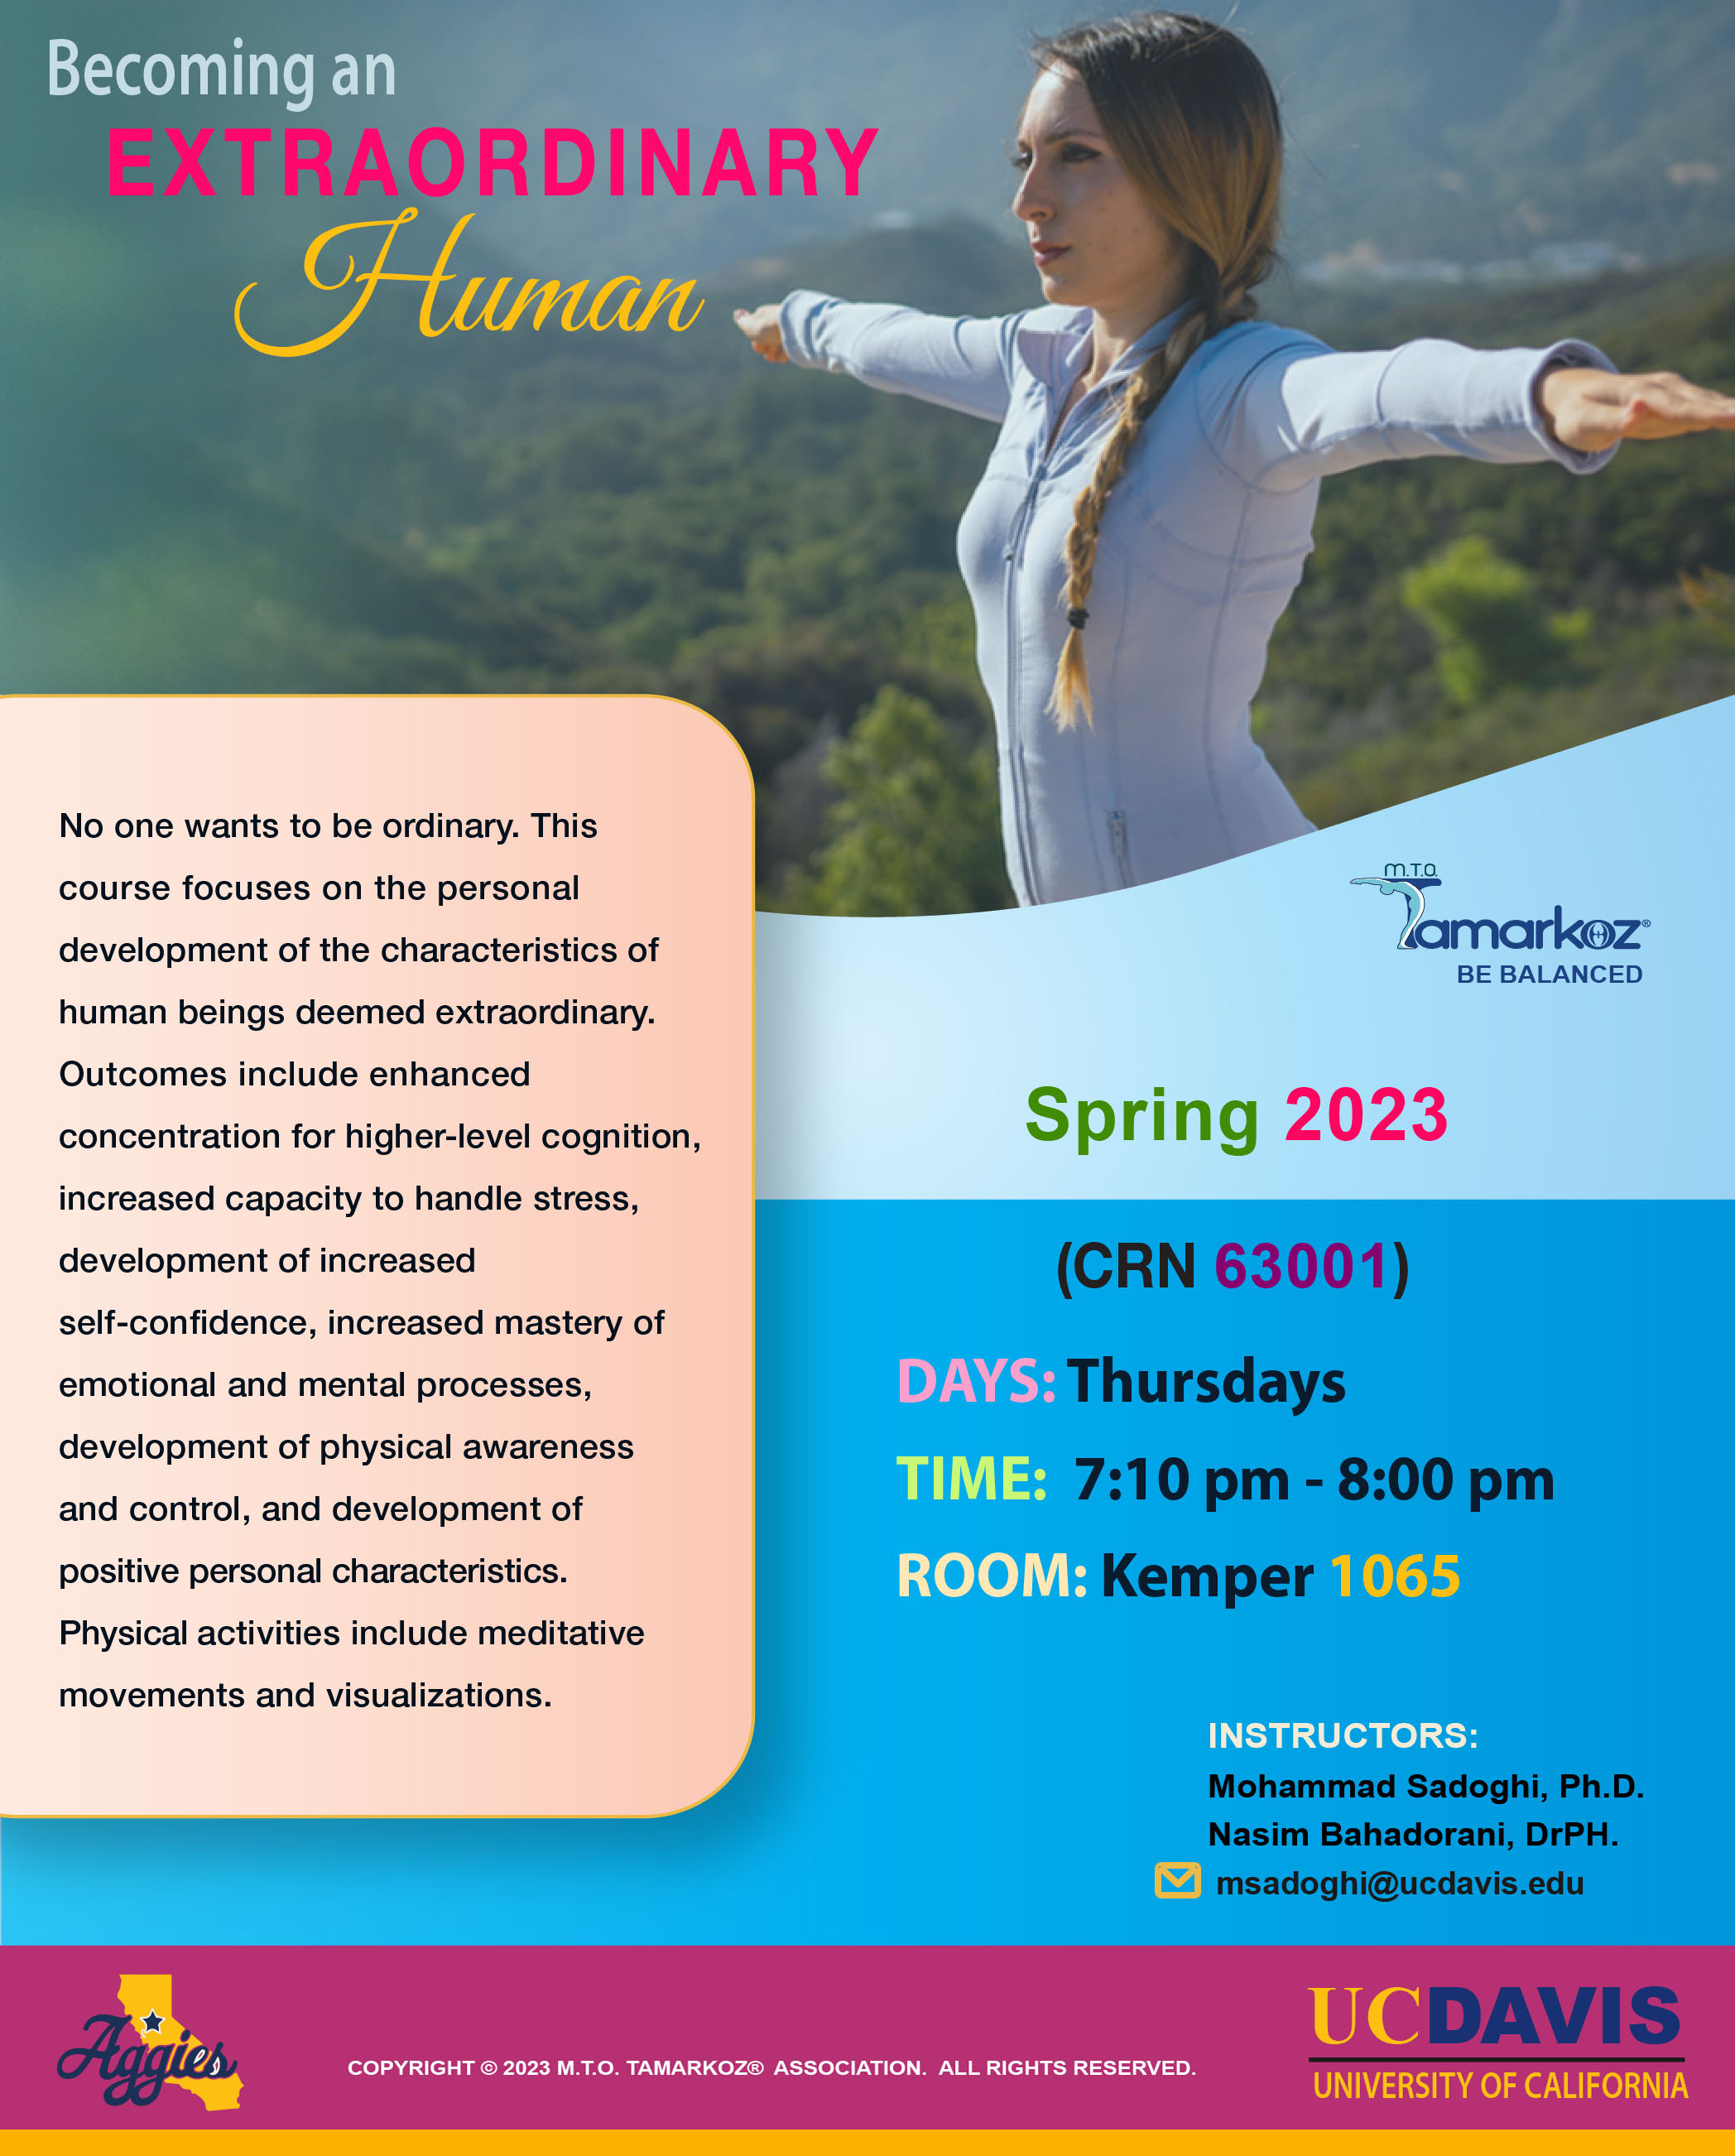 Becoming an
EXTRAORDINARY
Human
No one wants to be ordinary. This
course focuses on the personal
development of the characteristics of
human beings deemed extraordinary.
Outcomes include enhanced
concentration for higher-level cognition,
increased capacity to handle stress,
development of increased
self-confidence, increased mastery of
emotional and mental processes,
development of physical awareness
and control, and development of
positive personal characteristics.
Physical activities include meditative
movements and visualizations.
M.T.O.
Tamarkoz®
BE BALANCED
Spring 2023
(CRN 63001)
DAYS: Thursdays
TIME: 7:10 pm - 8:00 pm
ROOM: Kemper 1065
INSTRUCTORS:
Mohammad Sadoghi, Ph.D.
Nasim Bahadorani, DrPH.
msadoghi@ucdavis.edu
Aggies
COPYRIGHT © 2023 M.T.O. TAMARKOZ® ASSOCIATION. ALL RIGHTS RESERVED.
UCDAVIS
UNIVERSITY OF CALIFORNIA